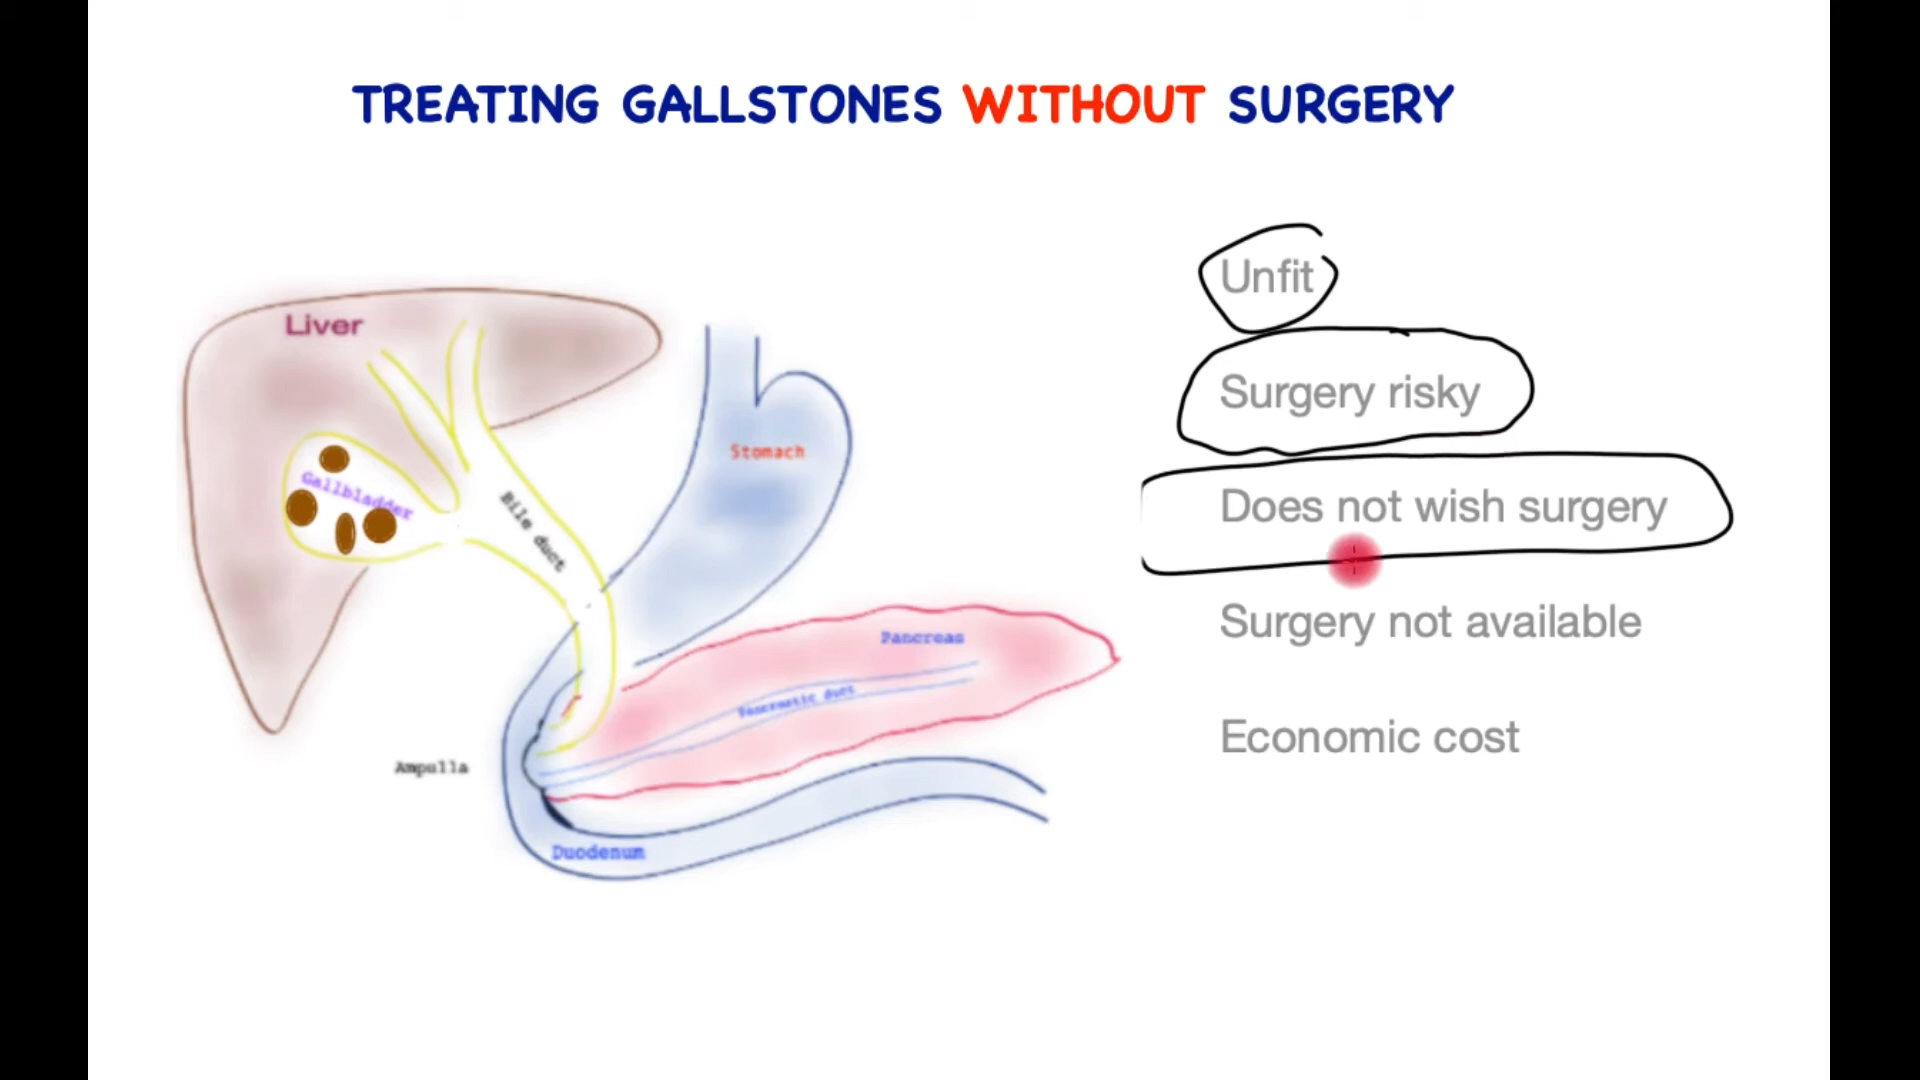 TREATING GALLSTONES WITHOUT SURGERY
Liver
Gallbladder
Bile duct
Stomach
Pancreas
Pancreatic duct
Ampulla
Duodenum
Unfit
Surgery risky
Does not wish surgery
Surgery not available
Economic cost